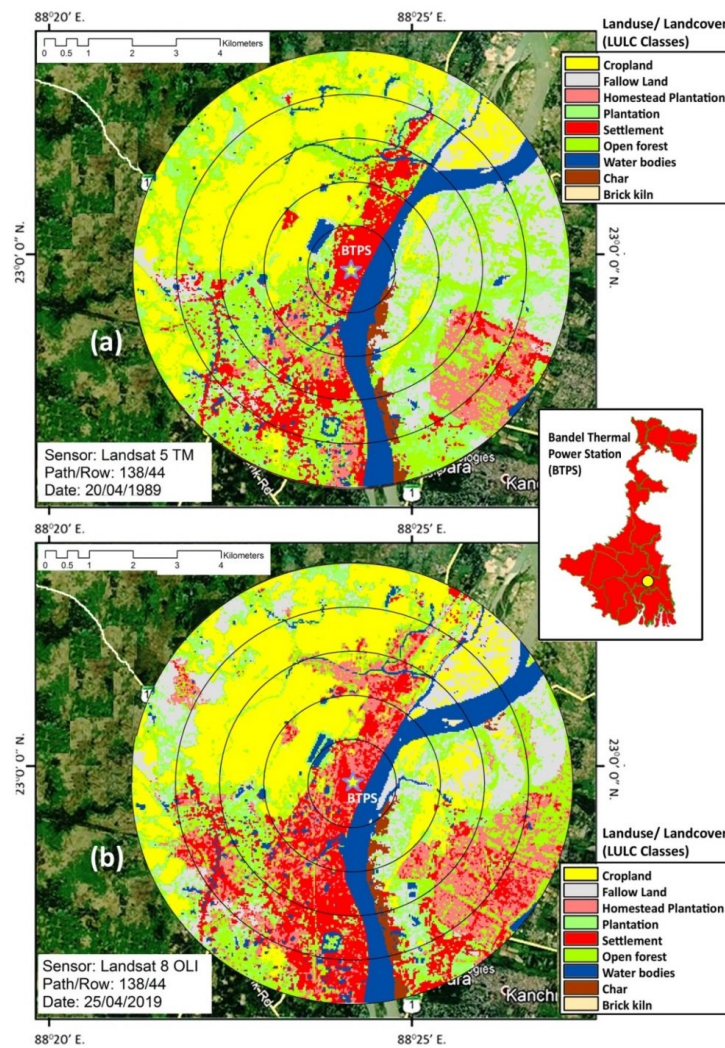 88°20' E.
88°25' E.
0 0.5 1 2 3 4 Kilometers
Landuse/ Landcover
(LULC Classes)
Cropland
Fallow Land
Homestead Plantation
Plantation
Settlement
Open forest
Water bodies
Char
Brick kiln
1
BTPS
23°0' 0" N.
23°0' 0" N.
(a)
Sensor: Landsat 5 TM
Path/Row: 138/44
Date: 20/04/1989
1
Bandel Thermal
Power Station
(BTPS)
88°20' E.
88°25' E.
0 0.5 1 2 3 4 Kilometers
1
BTPS
23°0' 0" N.
23°0' 0" N.
(b)
Sensor: Landsat 8 OLI
Path/Row: 138/44
Date: 25/04/2019
Landuse/ Landcover
(LULC Classes)
Cropland
Fallow Land
Homestead Plantation
Plantation
Settlement
Open forest
Water bodies
Char
Brick kiln
1
88°20' E.
88°25' E.